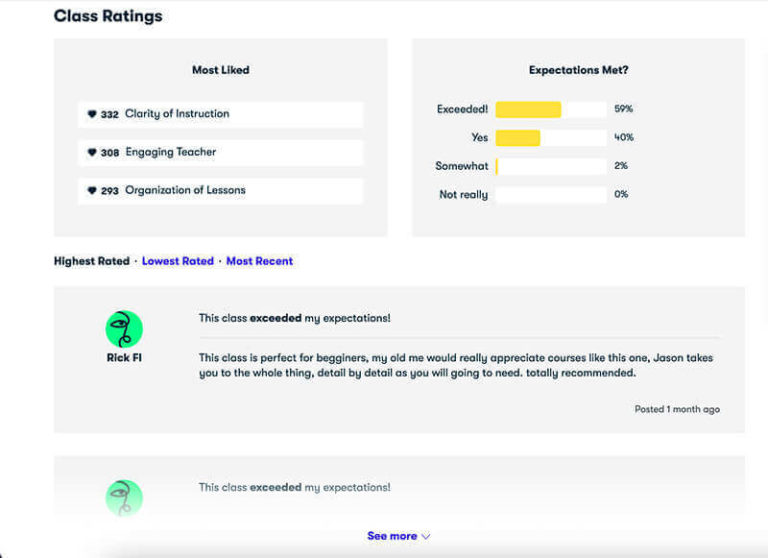 Class Ratings
Most Liked
332 Clarity of Instruction
308 Engaging Teacher
293 Organization of Lessons
Expectations Met?
Exceeded! 59%
Yes 40%
Somewhat 2%
Not really 0%
Highest Rated · Lowest Rated · Most Recent
Rick Fl
This class exceeded my expectations!
This class is perfect for begginers, my old me would really appreciate courses like this one, Jason takes
you to the whole thing, detail by detail as you will going to need. totally recommended.
Posted 1 month ago
This class exceeded my expectations!
See more